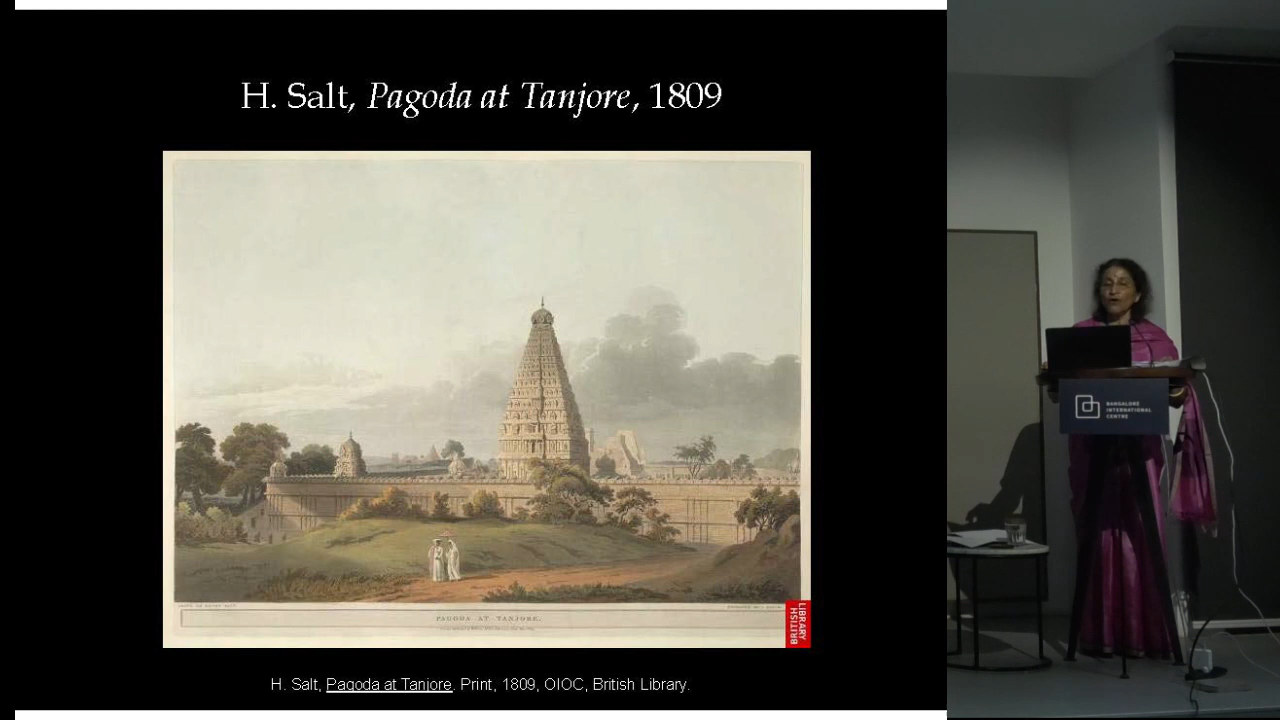 H. Salt, Pagoda at Tanjore, 1809
PAGODA AT TANJORE.
BRITISH
LIBRARY
H. Salt, Pagoda at Tanjore. Print, 1809, OIOC, British Library.
BANGALORE
INTERNATIONAL
CENTRE